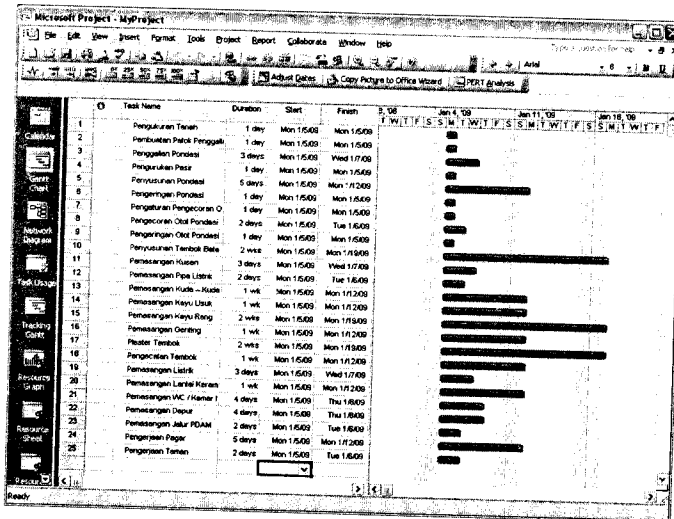 Microsoft Project - MyProject
File Edit View Insert Format Tools Project Report Collaborate Window Help
Arial 8
Adjust Dates Copy Picture to Office Wizard PERT Analysis
Task Name Duration Start Finish Jan 4, '09 Jan 11, '09 Jan 18, '09
T W T F S S M T W T F S S M T W T F S S M T W T F S
1 Pengukuran Tanah 1 day Mon 1/5/09 Mon 1/5/09
2 Pembuatan Patok Penggali 1 day Mon 1/5/09 Mon 1/5/09
3 Penggalian Pondasi 3 days Mon 1/5/09 Wed 1/7/09
4 Pengurukan Pasir 1 day Mon 1/5/09 Mon 1/5/09
5 Penyusunan Pondasi 5 days Mon 1/5/09 Mon 1/12/09
6 Pengeringan Pondasi 1 day Mon 1/5/09 Mon 1/5/09
7 Pengaturan Pengecoran O 1 day Mon 1/5/09 Mon 1/5/09
8 Pengecoran Otot Pondasi 2 days Mon 1/5/09 Tue 1/6/09
9 Pengeringan Otot Pondasi 1 day Mon 1/5/09 Mon 1/5/09
10 Penyusunan Tembok Bata 2 wks Mon 1/5/09 Mon 1/19/09
11 Pemasangan Kusen 3 days Mon 1/5/09 Wed 1/7/09
12 Pemasangan Pipa Listrik 2 days Mon 1/5/09 Tue 1/6/09
13 Pemasangan Kuda – Kuda 1 wk Mon 1/5/09 Mon 1/12/09
14 Pemasangan Kayu Usuk 1 wk Mon 1/5/09 Mon 1/12/09
15 Pemasangan Kayu Reng 2 wks Mon 1/5/09 Mon 1/19/09
16 Pemasangan Genting 1 wk Mon 1/5/09 Mon 1/12/09
17 Plester Tembok 2 wks Mon 1/5/09 Mon 1/19/09
18 Pengecatan Tembok 1 wk Mon 1/5/09 Mon 1/12/09
19 Pemasangan Listrik 3 days Mon 1/5/09 Wed 1/7/09
20 Pemasangan Lantai Keram 1 wk Mon 1/5/09 Mon 1/12/09
21 Pemasangan WC / Kamar 4 days Mon 1/5/09 Thu 1/8/09
22 Pemasangan Dapur 4 days Mon 1/5/09 Thu 1/8/09
23 Pemasangan Jalur PDAM 2 days Mon 1/5/09 Tue 1/6/09
24 Pengerjaan Pagar 5 days Mon 1/5/09 Mon 1/12/09
25 Pengerjaan Taman 2 days Mon 1/5/09 Tue 1/6/09
Calendar
Gantt
Chart
Network
Diagram
Task Usage
Tracking
Gantt
Resource
Graph
Resource
Sheet
Ready